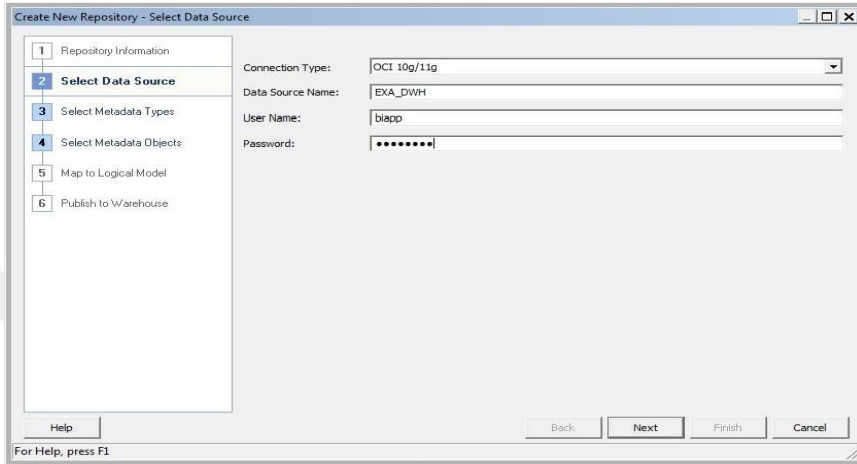 Create New Repository - Select Data Source
1 Repository Information
2 Select Data Source
3 Select Metadata Types
4 Select Metadata Objects
5 Map to Logical Model
6 Publish to Warehouse
Connection Type: OCI 10g/11g
Data Source Name: EXA_DWH
User Name: biapp
Password: ••••••••
Help
Back
Next
Finish
Cancel
For Help, press F1